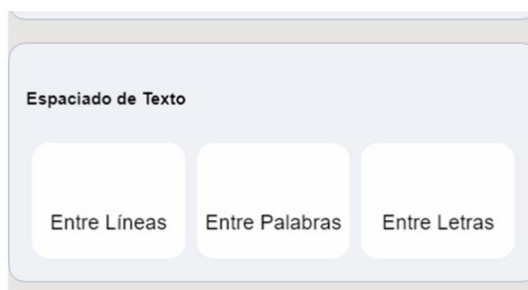 Espaciado de Texto
Entre Líneas
Entre Palabras
Entre Letras